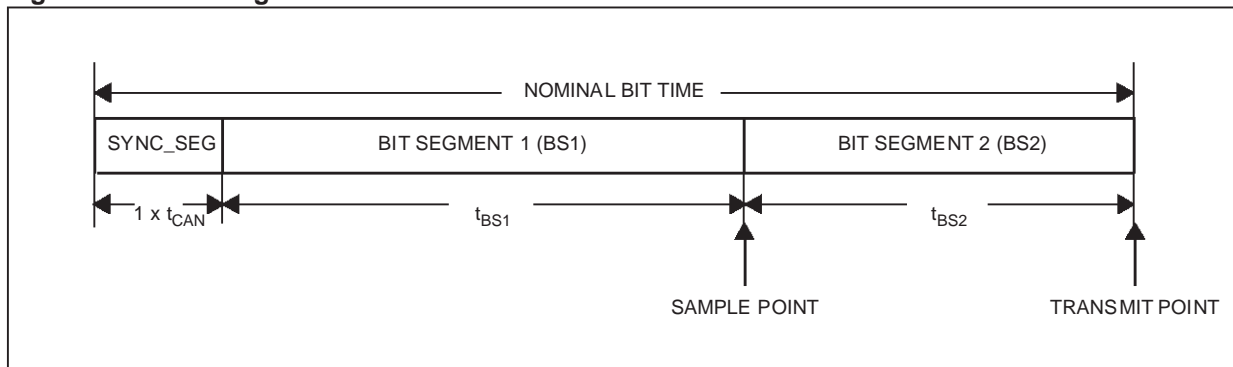 NOMINAL BIT TIME
SYNC_SEG BIT SEGMENT 1 (BS1) BIT SEGMENT 2 (BS2)
1 x tCAN tBS1 tBS2
SAMPLE POINT TRANSMIT POINT